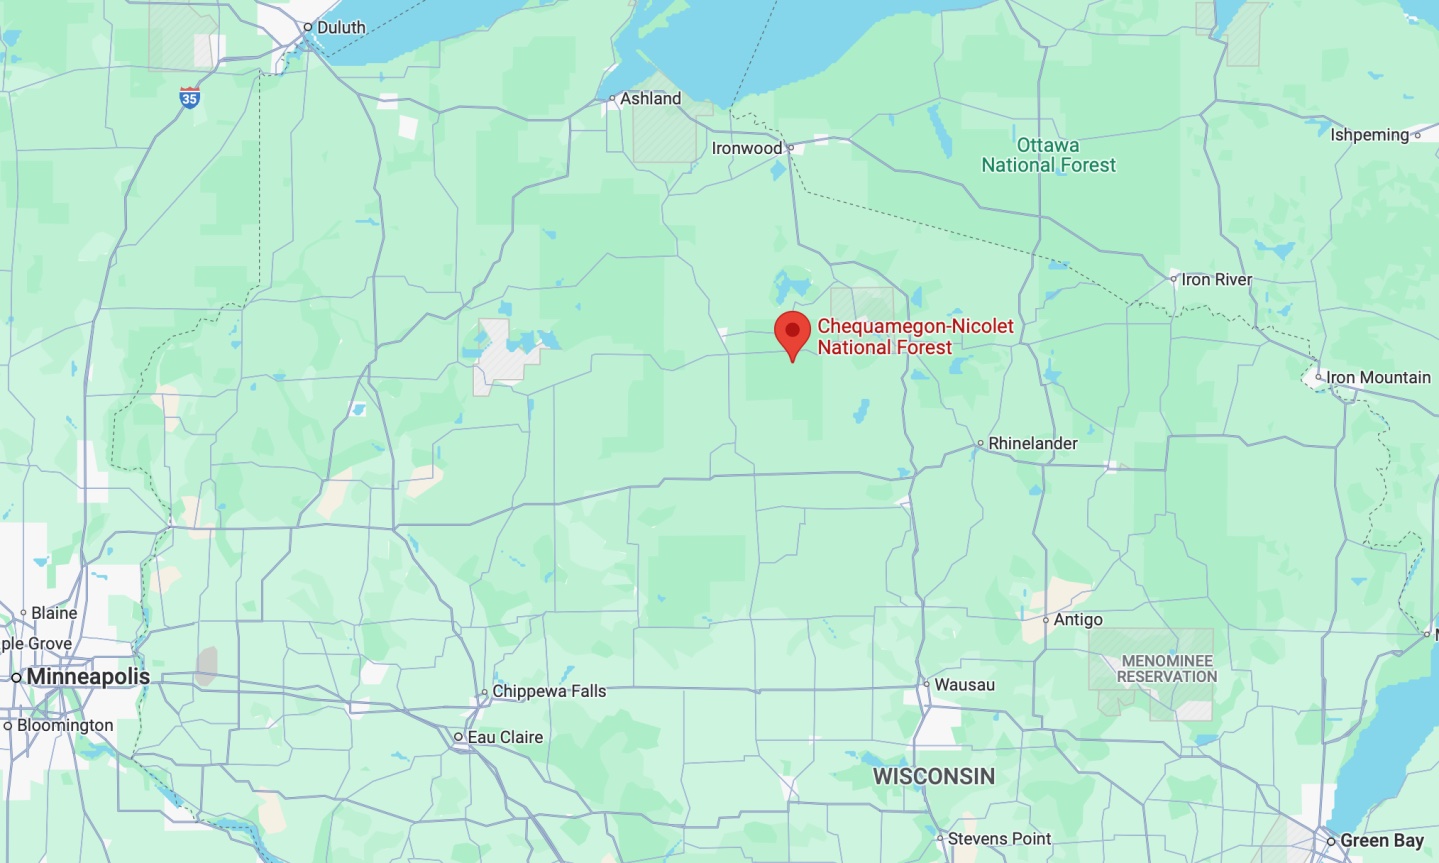 Duluth
35
Ashland
Ironwood
Ottawa
National Forest
Ishpeming
Iron River
Chequamegon-Nicolet
National Forest
Iron Mountain
Rhinelander
Blaine
ple Grove
Minneapolis
Bloomington
Antigo
MENOMINEE
RESERVATION
Chippewa Falls
Wausau
Eau Claire
WISCONSIN
Stevens Point
Green Bay